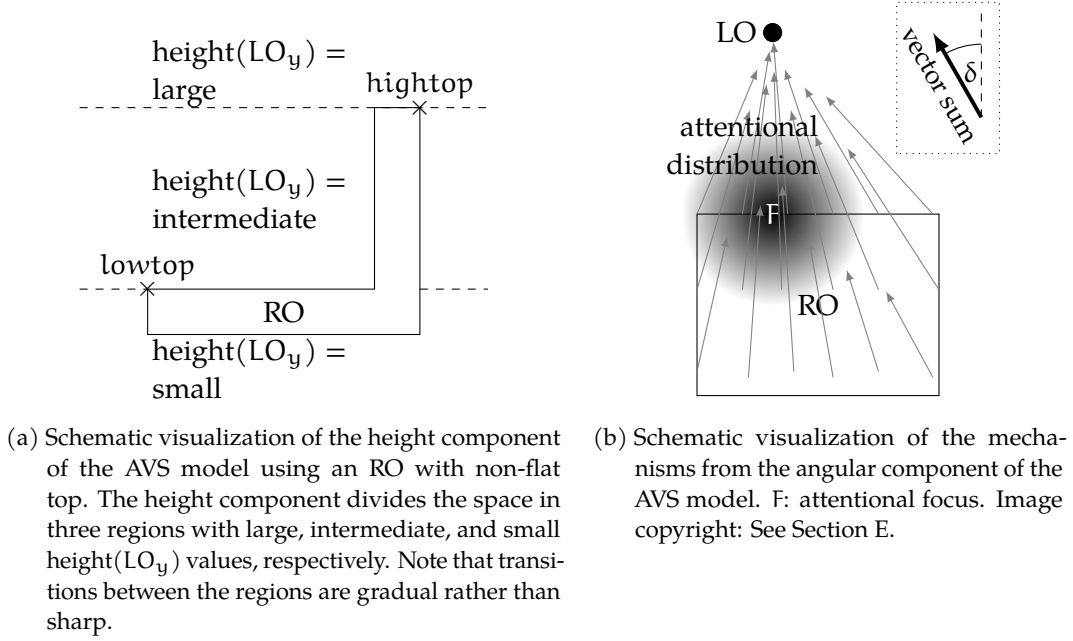 height(LO_y) =
large
hightop
height(LO_y) =
intermediate
lowtop
RO
height(LO_y) =
small
LO
attentional
distribution
F
RO
vector sum
δ
(a) Schematic visualization of the height component
of the AVS model using an RO with non-flat
top. The height component divides the space in
three regions with large, intermediate, and small
height(LO_y) values, respectively. Note that transi-
tions between the regions are gradual rather than
sharp.
(b) Schematic visualization of the mecha-
nisms from the angular component of the
AVS model. F: attentional focus. Image
copyright: See Section E.